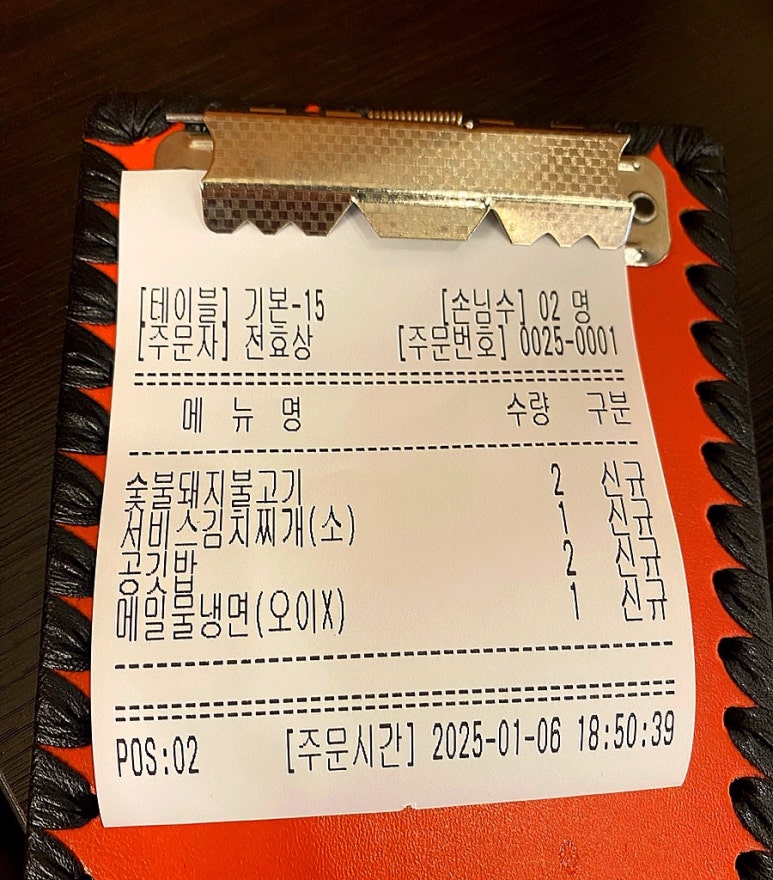 [테이블] 기본-15 [손님수] 02 명
[주문자] 전효상 [주문번호] 0025-0001
메 뉴 명 수량 구분
숯불돼지불고기 2 신규
서비스김치찌개(소) 1 신규
공깃밥 2 신규
메밀물냉면(오이X) 1 신규
POS:02 [주문시간] 2025-01-06 18:50:39